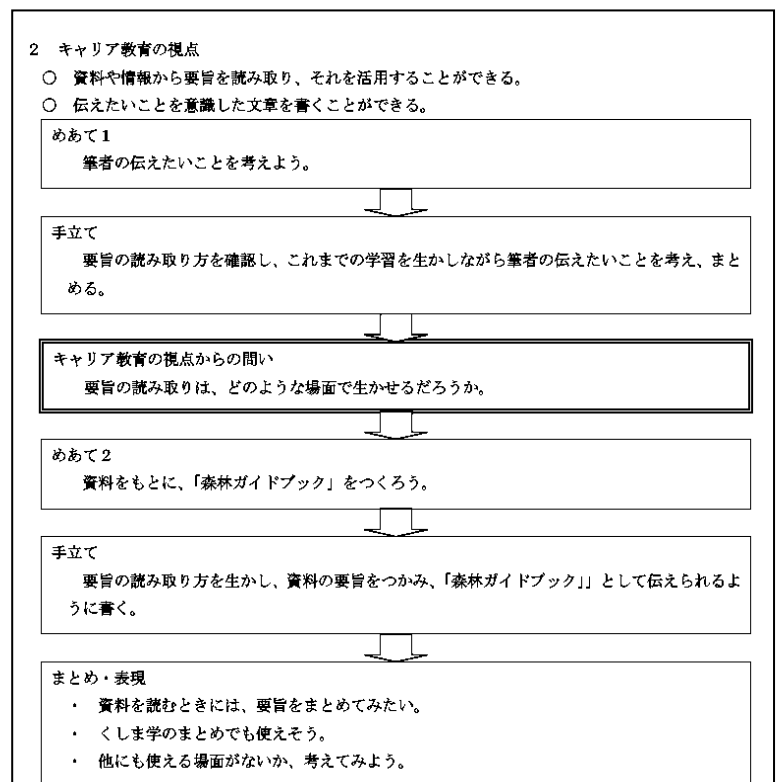 2 キャリア教育の視点
○ 資料や情報から要旨を読み取り、それを活用することができる。
○ 伝えたいことを意識した文章を書くことができる。
めあて1
筆者の伝えたいことを考えよう。
手立て
要旨の読み取り方を確認し、これまでの学習を生かしながら筆者の伝えたいことを考え、まと
める。
キャリア教育の視点からの問い
要旨の読み取りは、どのような場面で生かせるだろうか。
めあて2
資料をもとに、「森林ガイドブック」をつくろう。
手立て
要旨の読み取り方を生かし、資料の要旨をつかみ、「森林ガイドブック」」として伝えられるよ
うに書く。
まとめ・表現
・ 資料を読むときには、要旨をまとめてみたい。
・ くしま学のまとめでも使えそう。
・ 他にも使える場面がないか、考えてみよう。